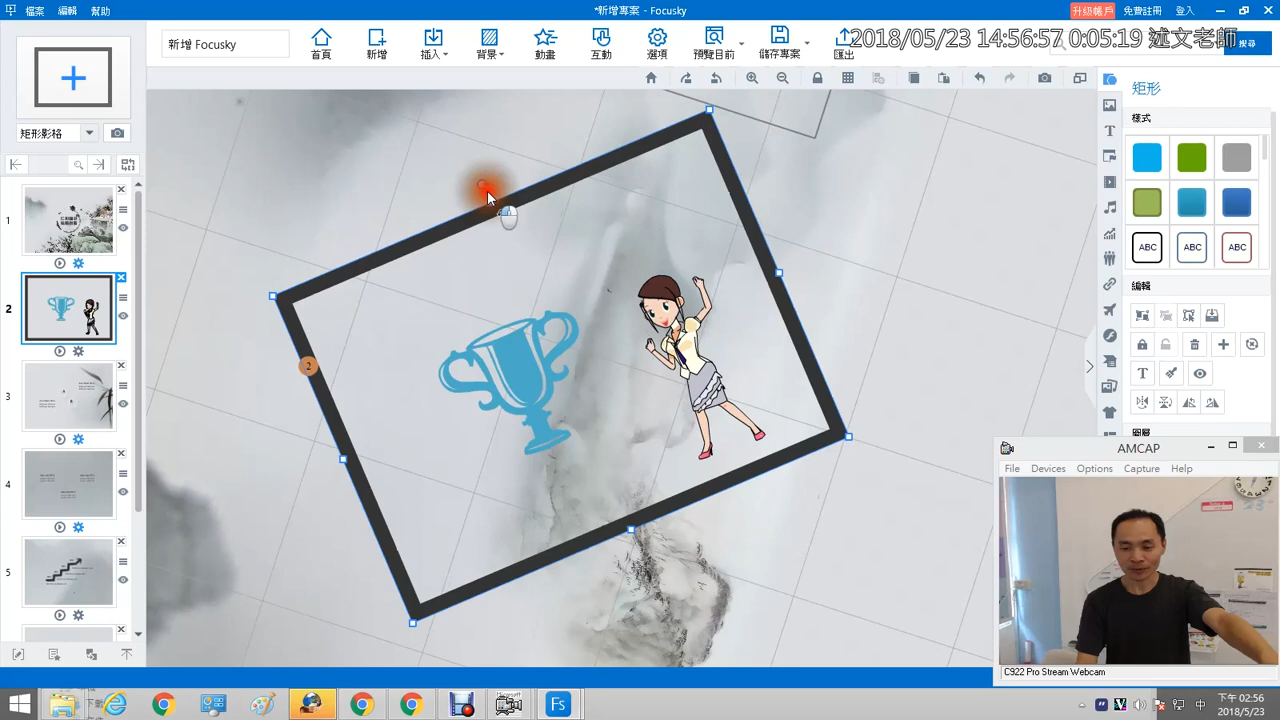 檔案 編輯 幫助
*新增專案 - Focusky
升级帳戶 免費註冊 登入
新增 Focusky
首頁 新增 插入 背景 動畫 互動 選項 預覽目前 儲存專案 匯出
2018/05/23 14:56:57 0:05:19 述文老師
搜尋
矩形影格
矩形
樣式
ABC ABC ABC
編輯
1
2
3
4
5
2
AMCAP
File Devices Options Capture Help
C922 Pro Stream Webcam
Fs
中
下午 02:56
2018/5/23